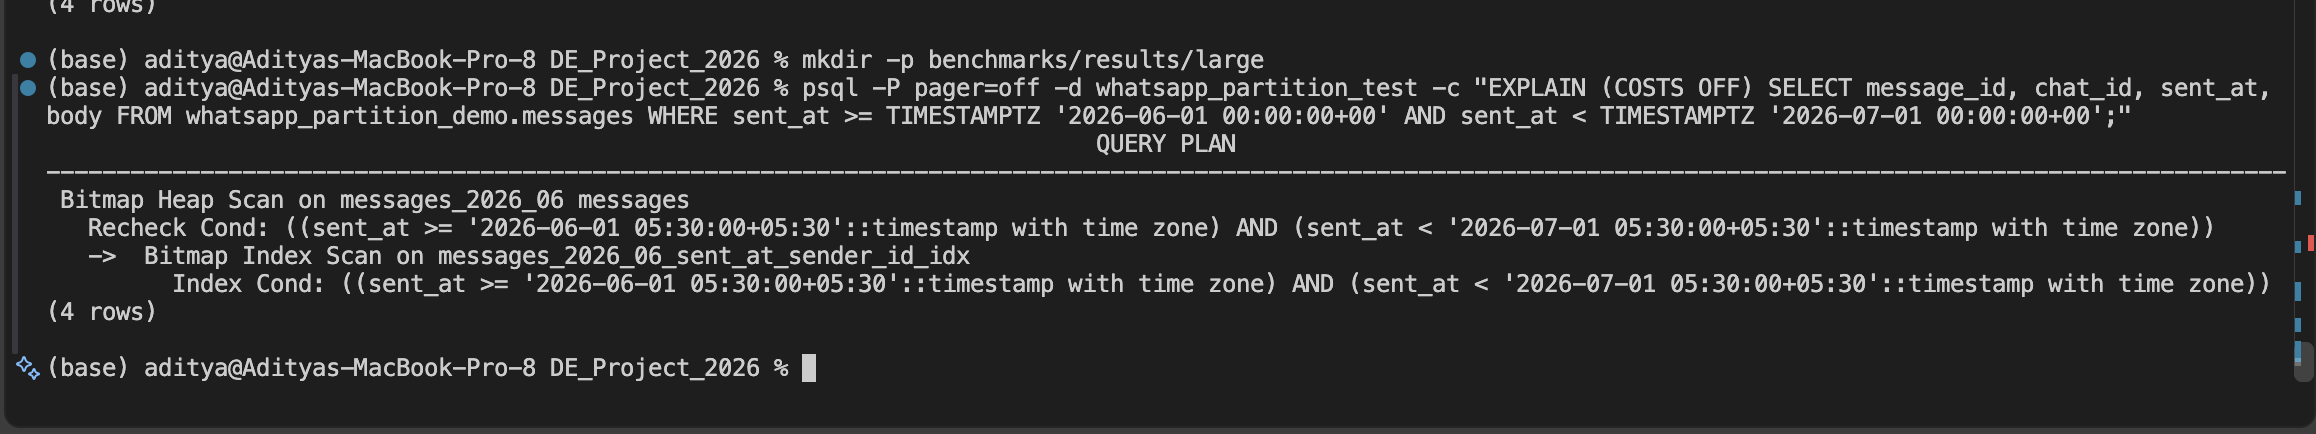 (4 rows)
(base) aditya@Adityas-MacBook-Pro-8 DE_Project_2026 % mkdir -p benchmarks/results/large
(base) aditya@Adityas-MacBook-Pro-8 DE_Project_2026 % psql -P pager=off -d whatsapp_partition_test -c "EXPLAIN (COSTS OFF) SELECT message_id, chat_id, sent_at,
body FROM whatsapp_partition_demo.messages WHERE sent_at >= TIMESTAMPTZ '2026-06-01 00:00:00+00' AND sent_at < TIMESTAMPTZ '2026-07-01 00:00:00+00';"
QUERY PLAN
Bitmap Heap Scan on messages_2026_06 messages
Recheck Cond: ((sent_at >= '2026-06-01 05:30:00+05:30'::timestamp with time zone) AND (sent_at < '2026-07-01 05:30:00+05:30'::timestamp with time zone))
-> Bitmap Index Scan on messages_2026_06_sent_at_sender_id_idx
Index Cond: ((sent_at >= '2026-06-01 05:30:00+05:30'::timestamp with time zone) AND (sent_at < '2026-07-01 05:30:00+05:30'::timestamp with time zone))
(4 rows)
(base) aditya@Adityas-MacBook-Pro-8 DE_Project_2026 %